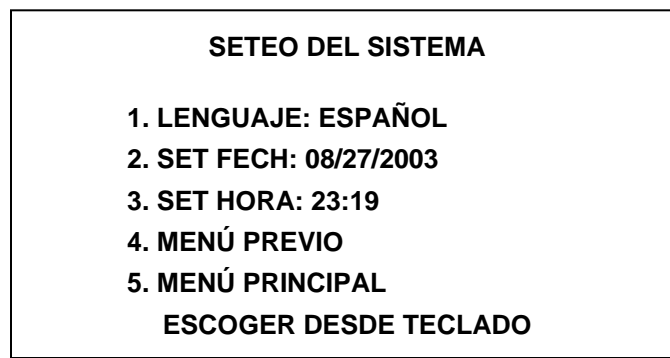 SETEO DEL SISTEMA
1. LENGUAJE: ESPAÑOL
2. SET FECH: 08/27/2003
3. SET HORA: 23:19
4. MENÚ PREVIO
5. MENÚ PRINCIPAL
ESCOGER DESDE TECLADO